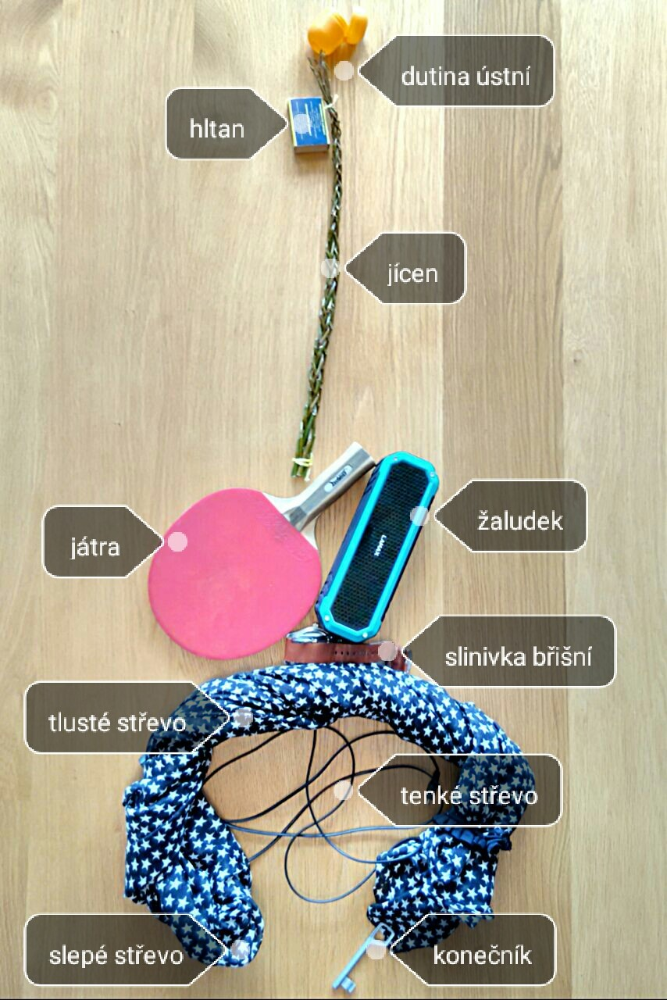 dutina ústní
hltan
jícen
žaludek
játra
slinivka břišní
tlusté střevo
tenké střevo
slepé střevo
konečník